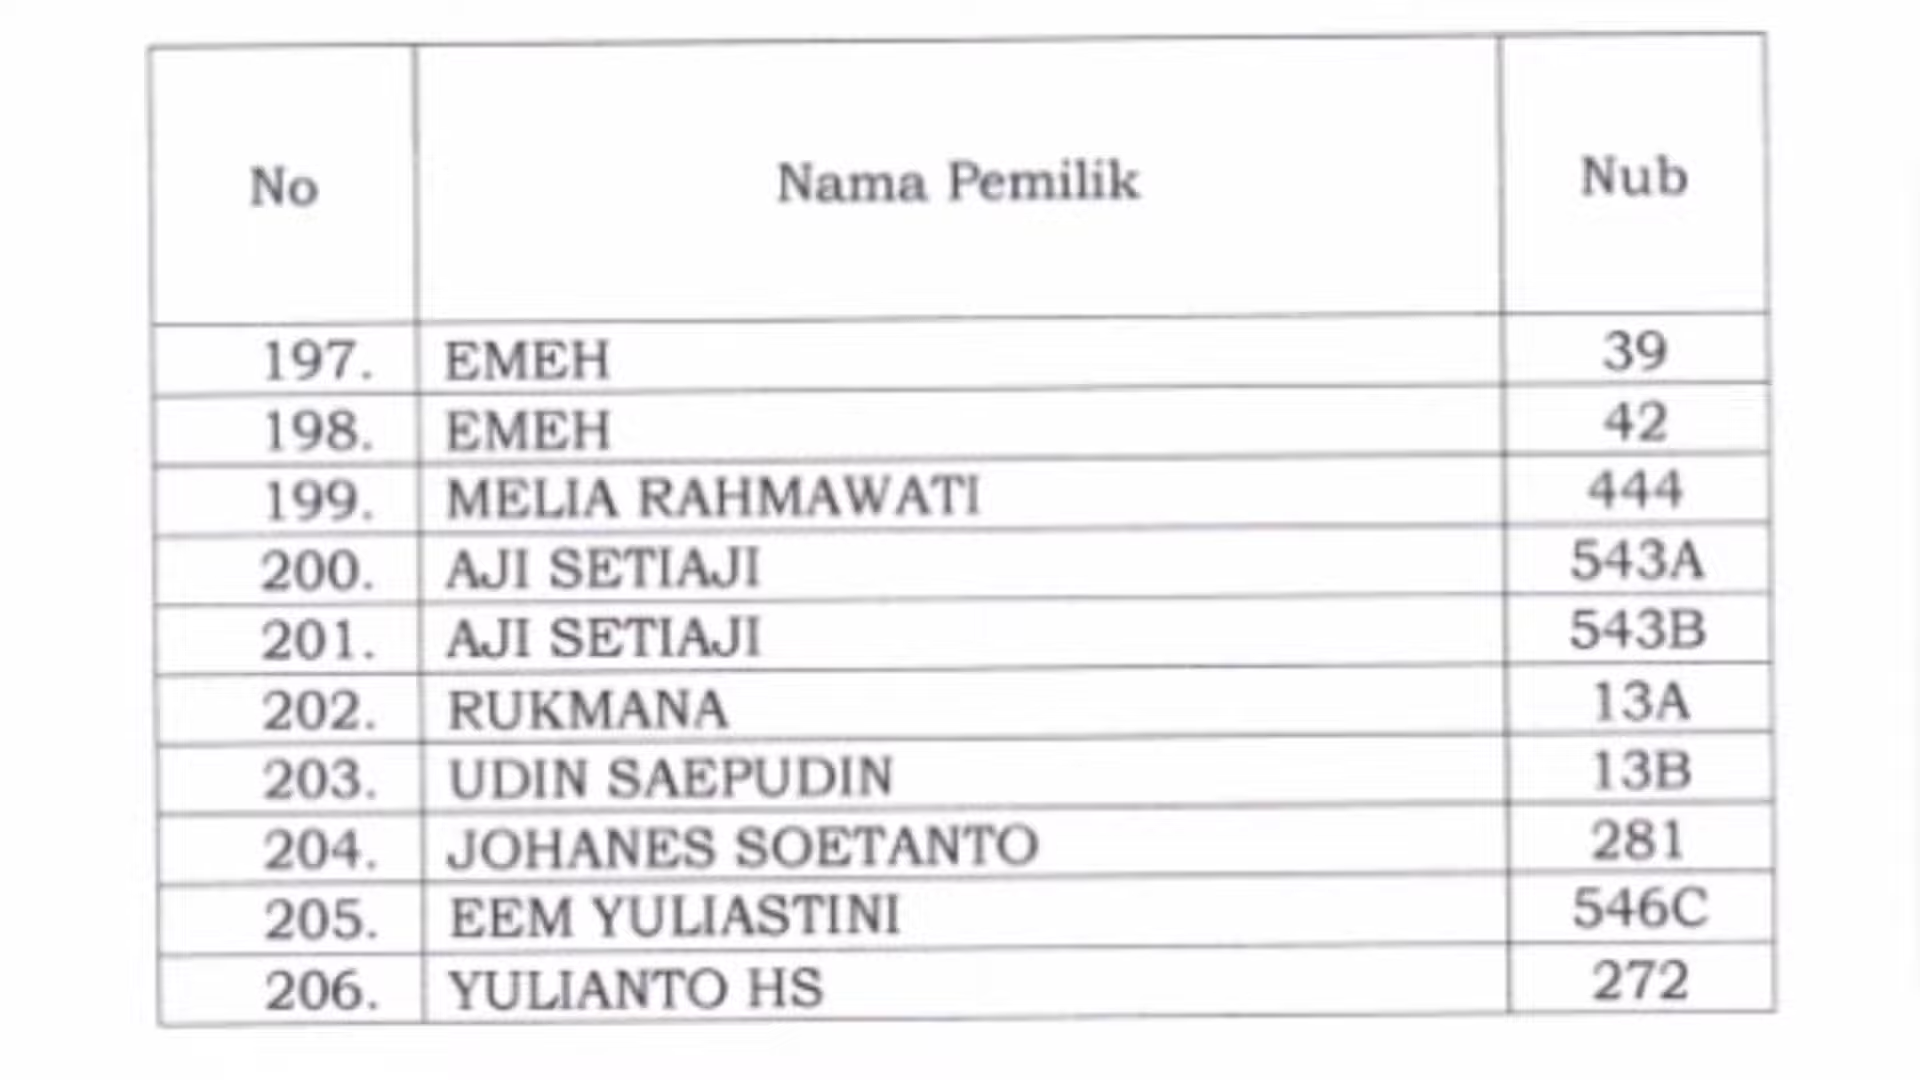 No Nama Pemilik Nub
197. EMEH 39
198. EMEH 42
199. MELIA RAHMAWATI 444
200. AJI SETIAJI 543A
201. AJI SETIAJI 543B
202. RUKMANA 13A
203. UDIN SAEPUDIN 13B
204. JOHANES SOETANTO 281
205. EEM YULIASTINI 546C
206. YULIANTO HS 272